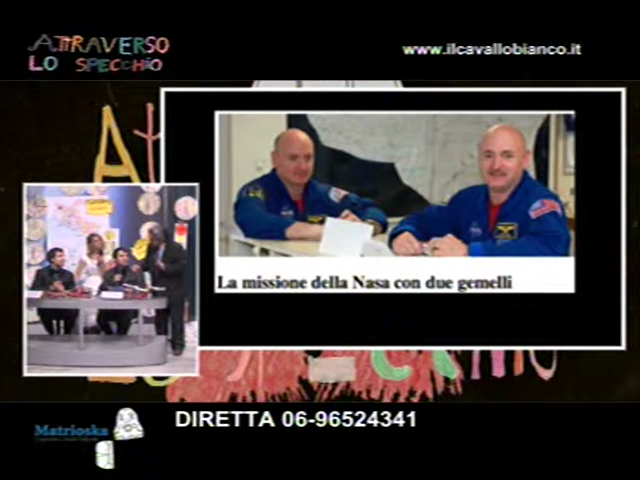 ATTRAVERSO
LO SPECCHIO
www.ilcavallobianco.it
La missione della Nasa con due gemelli
Matrioska
DIRETTA 06-96524341